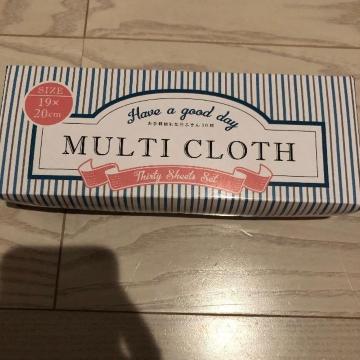 SIZE
19×
20cm
Have a good day
MULTI CLOTH
Thirty Sheets Set